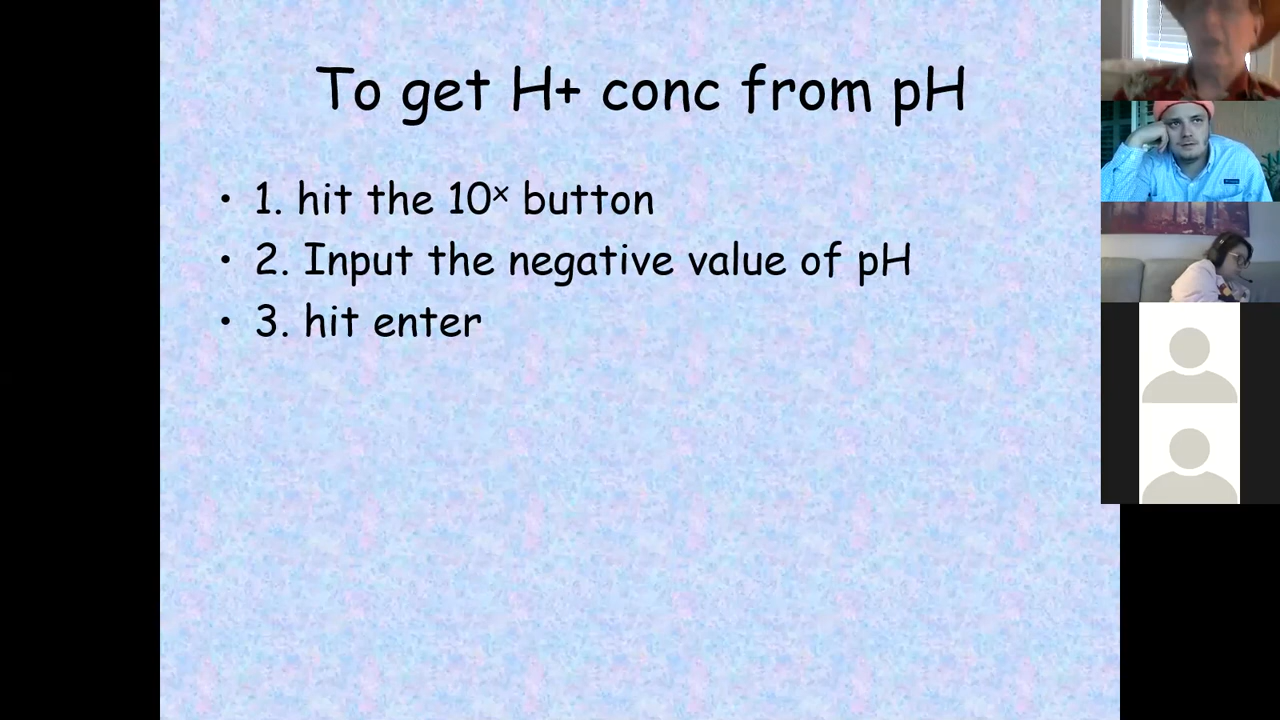 To get H+ conc from pH
• 1. hit the 10ˣ button
• 2. Input the negative value of pH
• 3. hit enter